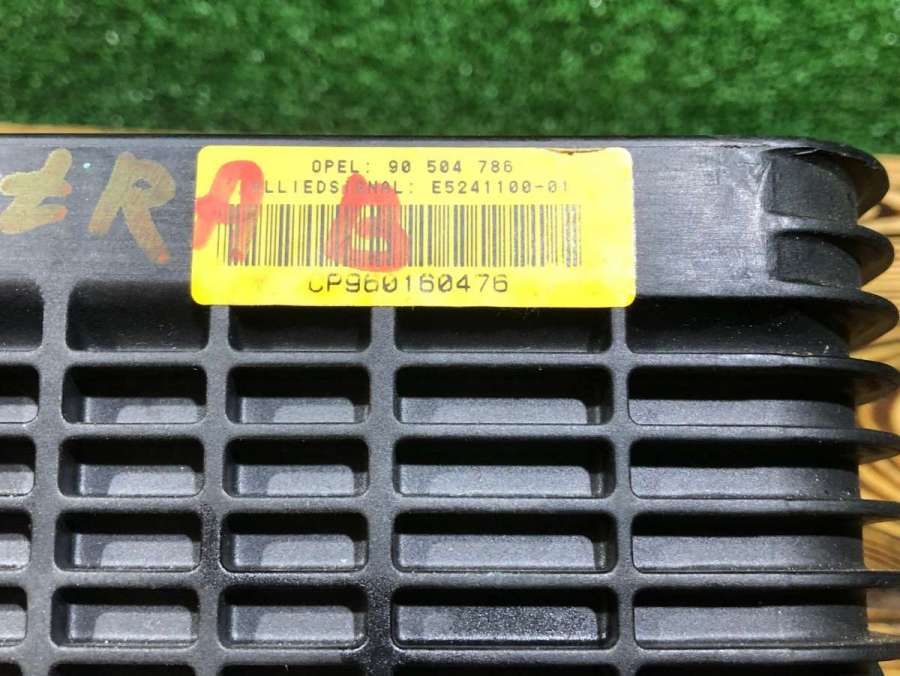 OPEL: 90 504 786
ALLIEDSIGNAL: E5241100-01
CP960160476